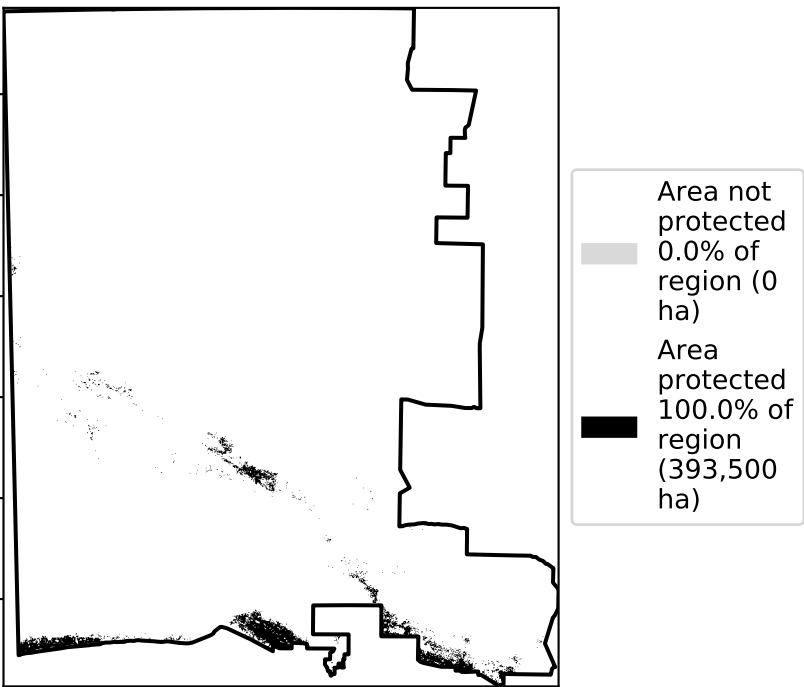 Area not
protected
0.0% of
region (0
ha)
Area
protected
100.0% of
region
(393,500
ha)